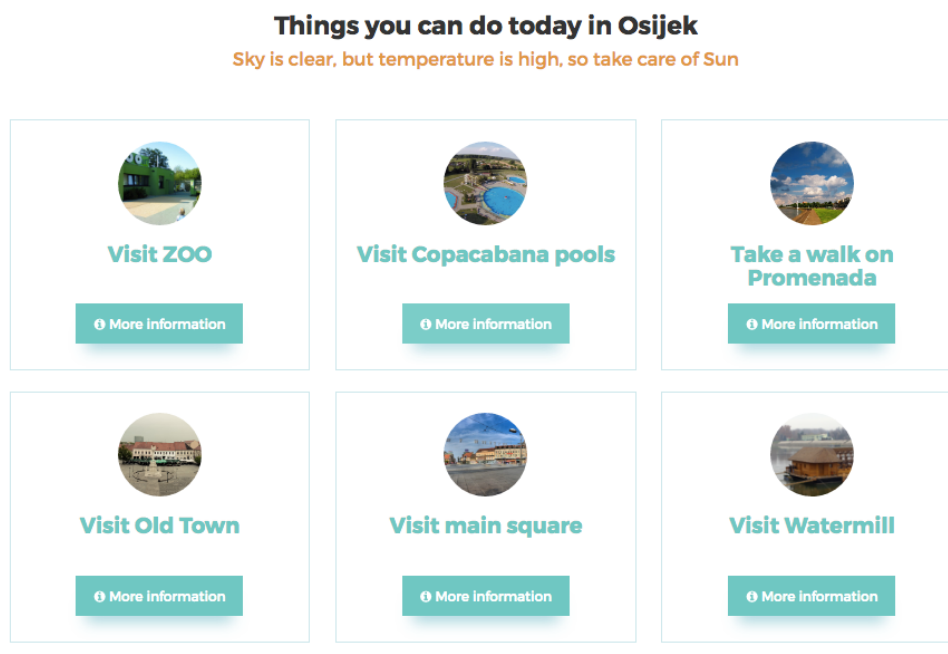 Things you can do today in Osijek
Sky is clear, but temperature is high, so take care of Sun
Visit ZOO
More information
Visit Copacabana pools
More information
Take a walk on
Promenada
More information
Visit Old Town
More information
Visit main square
More information
Visit Watermill
More information